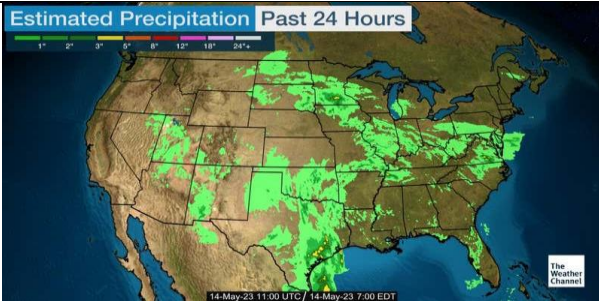 Estimated Precipitation Past 24 Hours
1" 2" 3" 5" 8" 12" 18" 24"+
The
Weather
Channel
14-May-23 11:00 UTC / 14-May-23 7:00 EDT